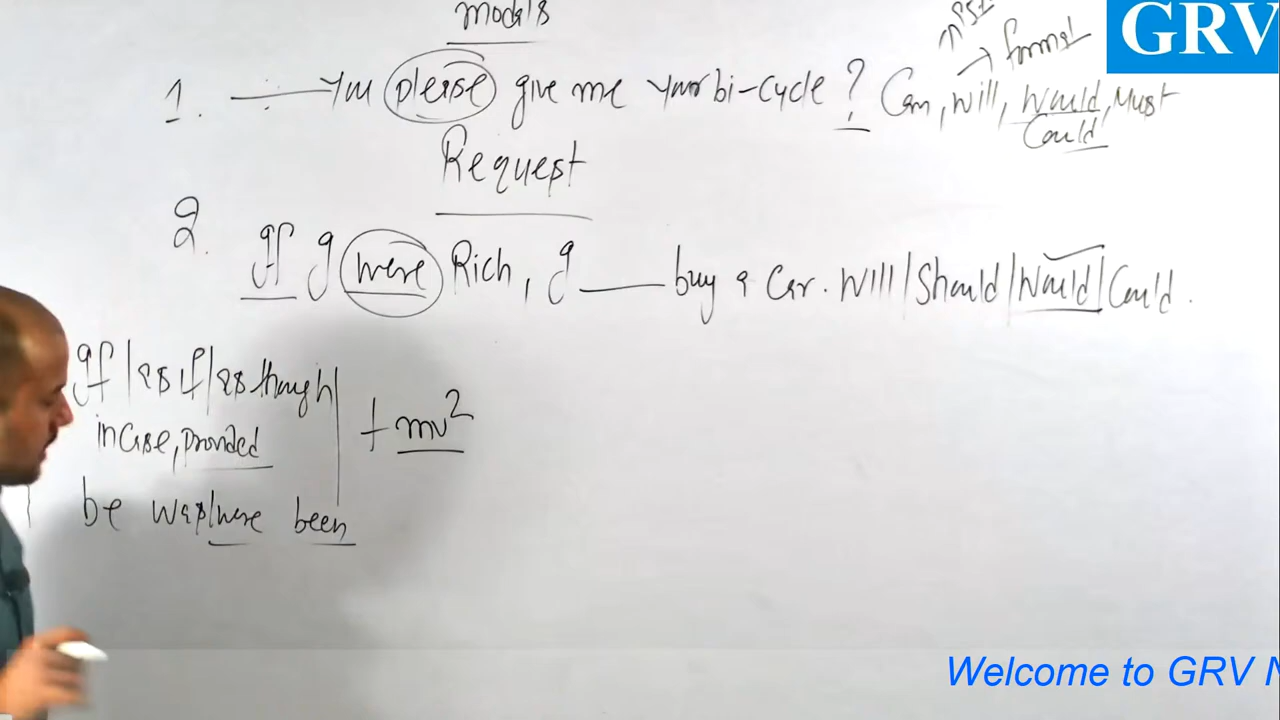 Modals
GRV
most
→ formal
1. ———— You please give me your bi-cycle ? Can, Will, Would, Must
Could
Request
2. If I were Rich, I ____ buy a Car. Will/Should/Would/Could.
If/as if/as though
incase, provided
+ mv2
be was/were been
Welcome to GRV N